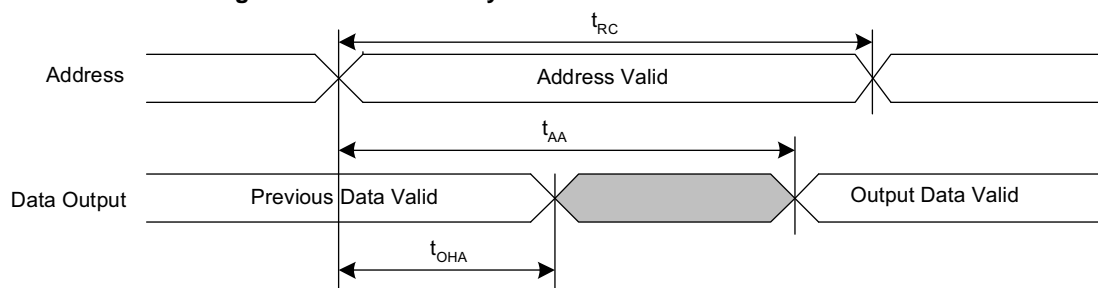 t_RC
Address
Address Valid
t_AA
Data Output
Previous Data Valid
Output Data Valid
t_OHA